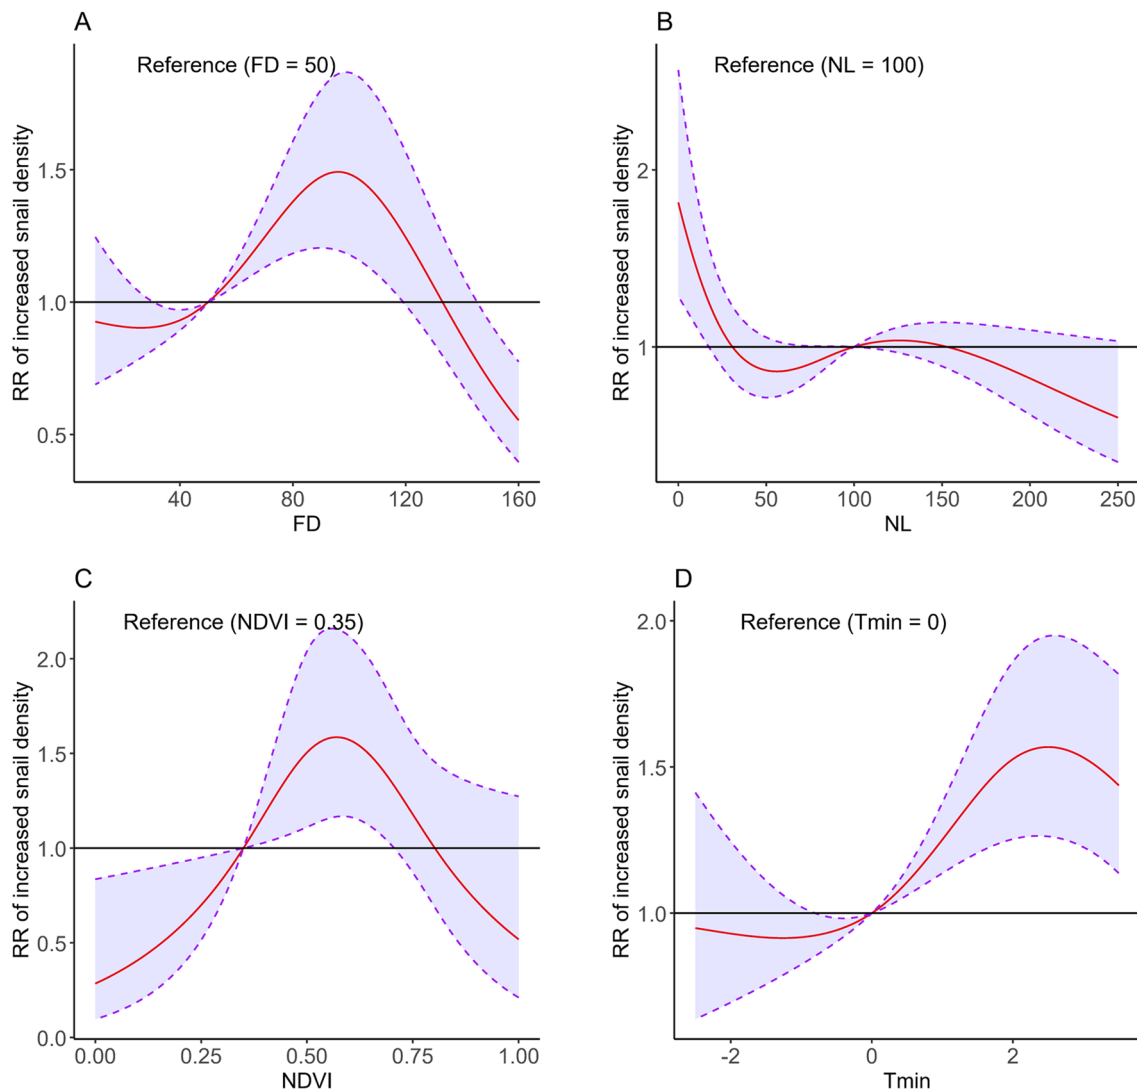 A
Reference (FD = 50)
RR of increased snail density
1.5
1.0
0.5
40
80
120
160
FD
B
Reference (NL = 100)
RR of increased snail density
2
1
0
50
100
150
200
250
NL
C
Reference (NDVI = 0.35)
RR of increased snail density
2.0
1.5
1.0
0.5
0.0
0.00
0.25
0.50
0.75
1.00
NDVI
D
Reference (Tmin = 0)
RR of increased snail density
2.0
1.5
1.0
-2
0
2
Tmin